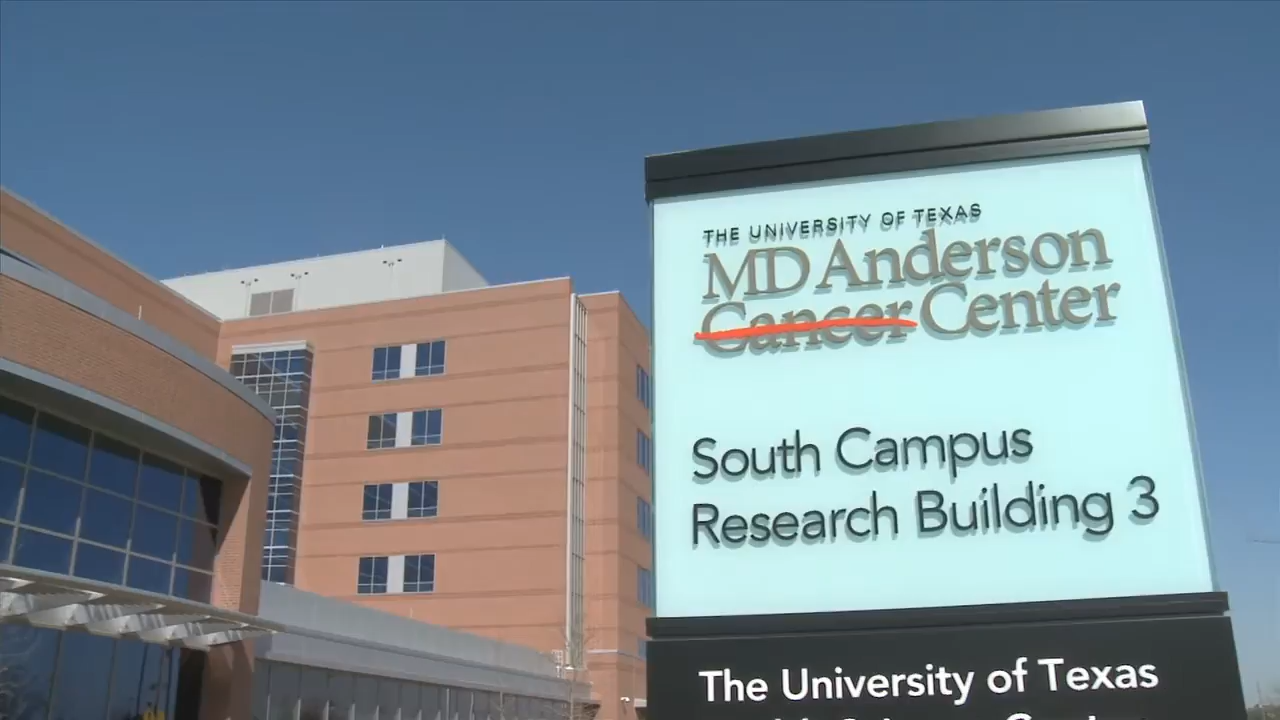 THE UNIVERSITY OF TEXAS
MD Anderson
Cancer Center
South Campus
Research Building 3
The University of Texas